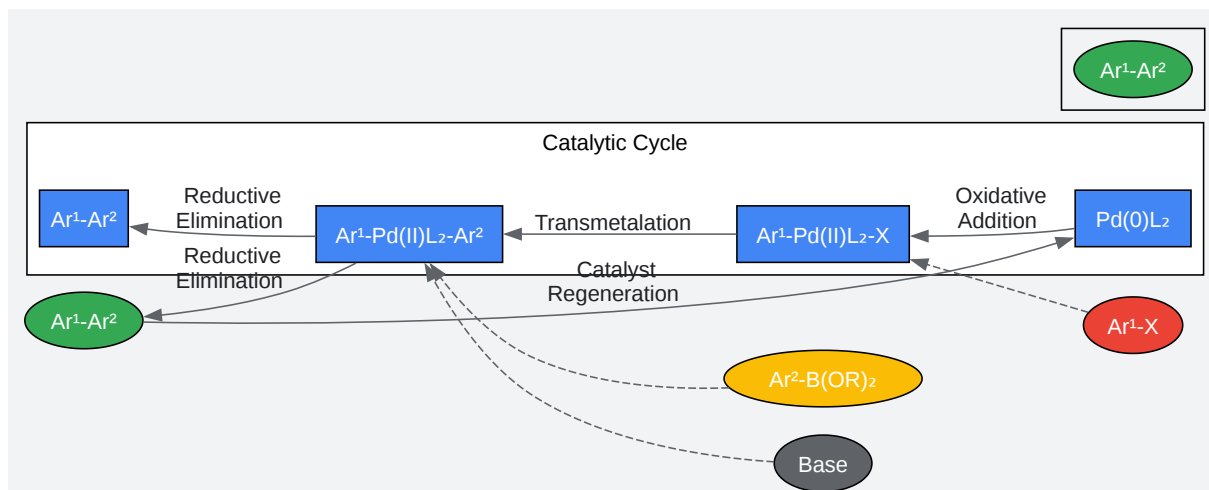 Ar¹-Ar²
Catalytic Cycle
Ar¹-Ar²
Reductive
Elimination
Ar¹-Pd(II)L₂-Ar²
Transmetalation
Ar¹-Pd(II)L₂-X
Oxidative
Addition
Pd(0)L₂
Reductive
Elimination
Catalyst
Regeneration
Ar¹-Ar²
Ar¹-X
Ar²-B(OR)₂
Base